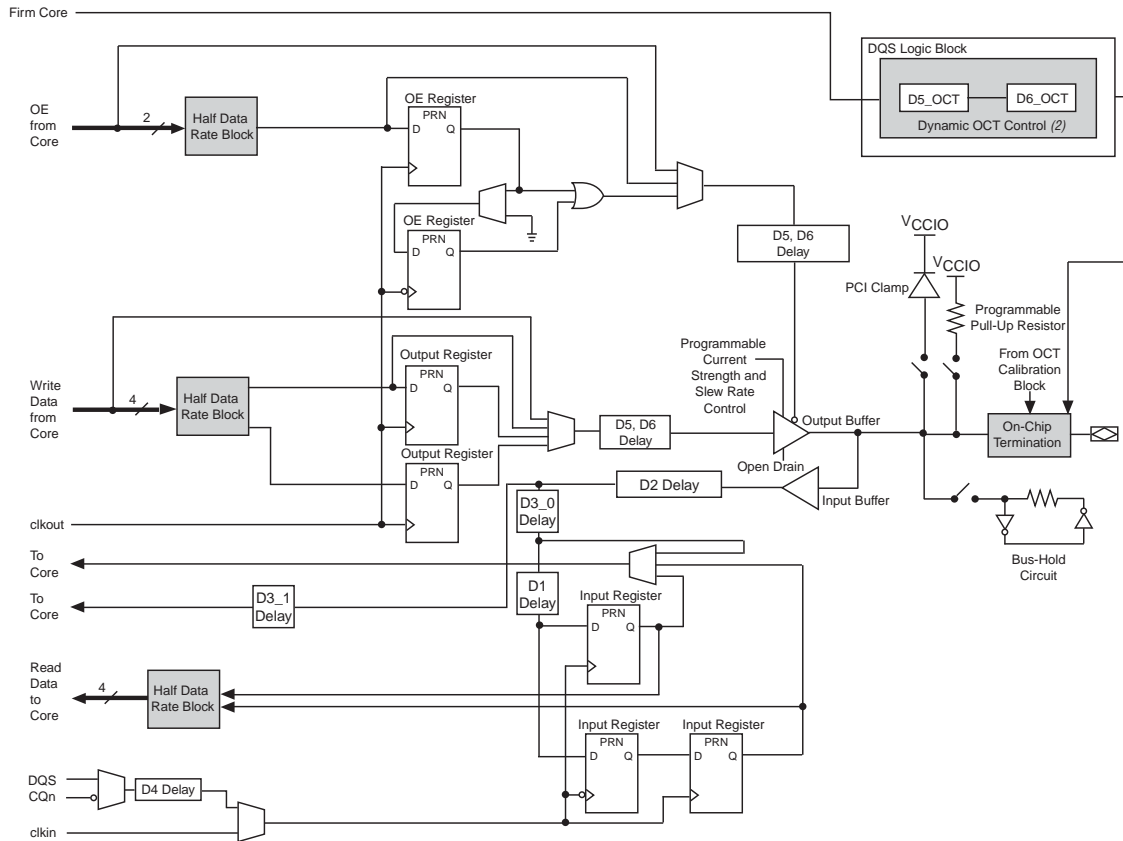 Firm Core
DQS Logic Block
D5_OCT
D6_OCT
Dynamic OCT Control (2)
OE
from
Core
2
Half Data
Rate Block
OE Register
PRN
D
Q
OE Register
PRN
D
Q
D5, D6
Delay
VCCIO
VCCIO
PCI Clamp
Programmable
Pull-Up Resistor
From OCT
Calibration
Block
Programmable
Current
Strength and
Slew Rate
Control
Write
Data
from
Core
4
Half Data
Rate Block
Output Register
PRN
D
Q
Output Register
PRN
D
Q
D5, D6
Delay
Output Buffer
Open Drain
Input Buffer
On-Chip
Termination
D2 Delay
D3_0
Delay
clkout
Bus-Hold
Circuit
To
Core
D1
Delay
To
Core
D3_1
Delay
Input Register
PRN
D
Q
Read
Data
to
Core
4
Half Data
Rate Block
Input Register
PRN
D
Q
Input Register
PRN
D
Q
DQS
CQn
D4 Delay
clkin